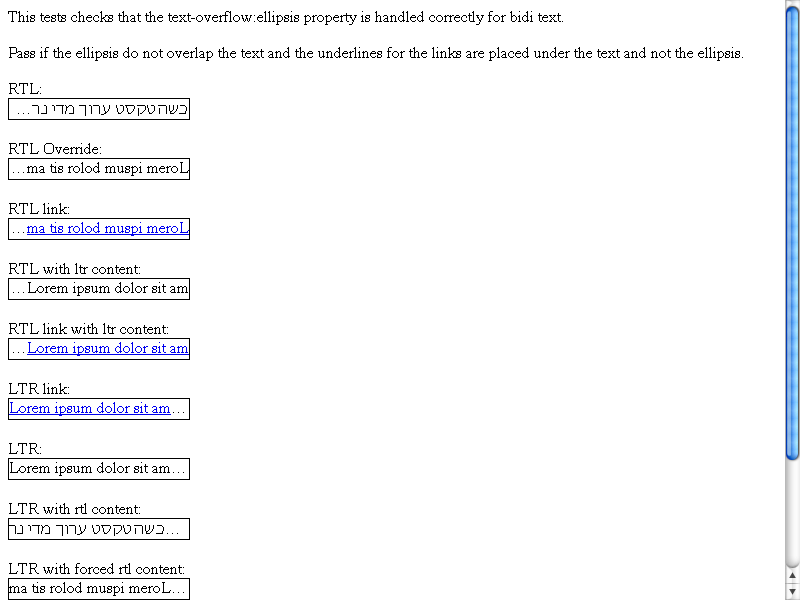 This tests checks that the text-overflow:ellipsis property is handled correctly for bidi text.
Pass if the ellipsis do not overlap the text and the underlines for the links are placed under the text and not the ellipsis.
RTL:
כשהטקסט ערוך מדי נר...
RTL Override:
...ma tis rolod muspi meroL
RTL link:
...ma tis rolod muspi meroL
RTL with ltr content:
...Lorem ipsum dolor sit am
RTL link with ltr content:
...Lorem ipsum dolor sit am
LTR link:
Lorem ipsum dolor sit am...
LTR:
Lorem ipsum dolor sit am...
LTR with rtl content:
...כשהטקסט ערוך מדי נר
LTR with forced rtl content:
ma tis rolod muspi meroL...